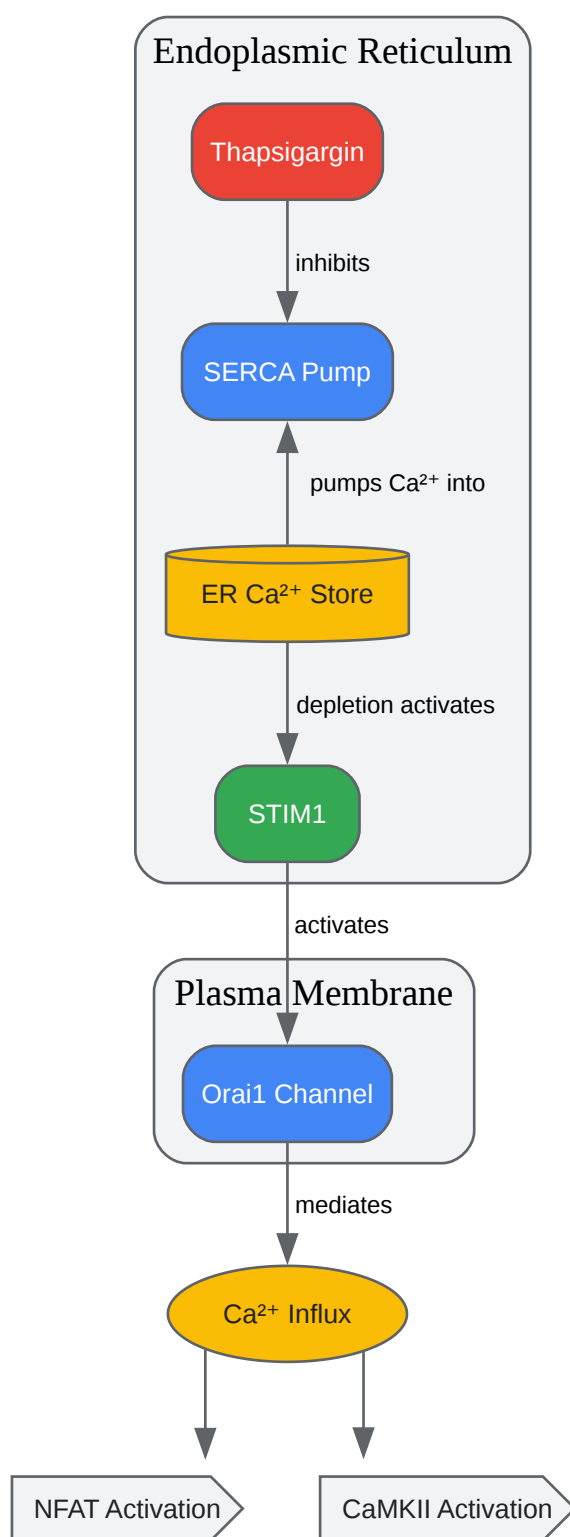 Endoplasmic Reticulum
Thapsigargin
inhibits
SERCA Pump
pumps Ca²⁺ into
ER Ca²⁺ Store
depletion activates
STIM1
activates
Plasma Membrane
Orai1 Channel
mediates
Ca²⁺ Influx
NFAT Activation
CaMKII Activation